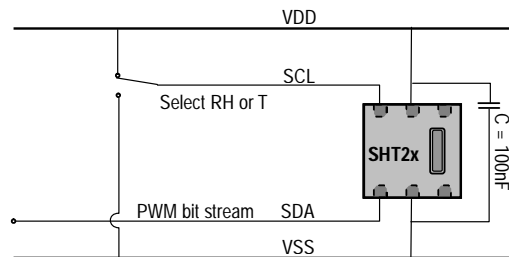 VDD
SCL
Select RH or T
SHT2x
C = 100nF
PWM bit stream SDA
VSS